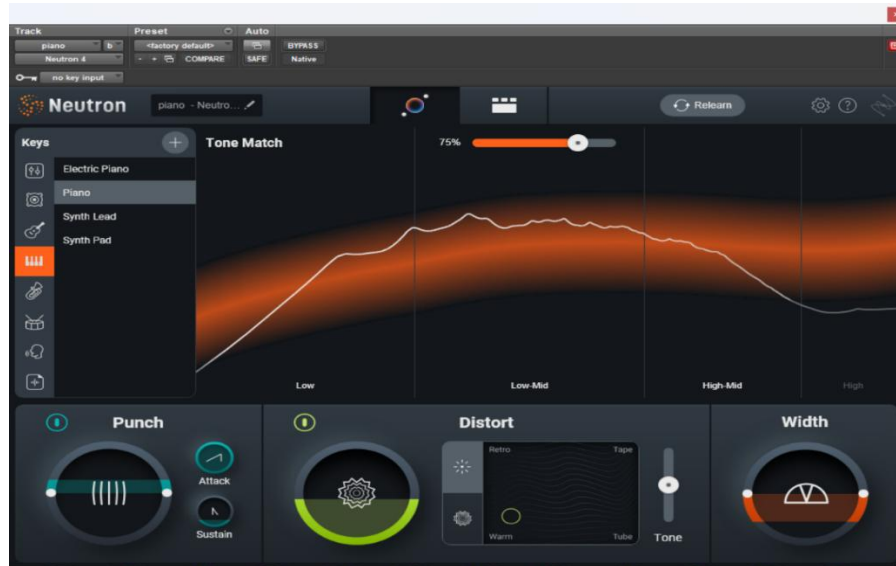 Track Preset Auto
piano b <factory default> BYPASS
Neutron 4 - + COMPARE SAFE Native
no key input
Neutron piano - Neutro... Relearn
Keys + Tone Match 75%
Electric Piano
Piano
Synth Lead
Synth Pad
Low Low-Mid High-Mid High
Punch Distort Width
Retro Tape
Attack
Sustain
Warm Tube Tone